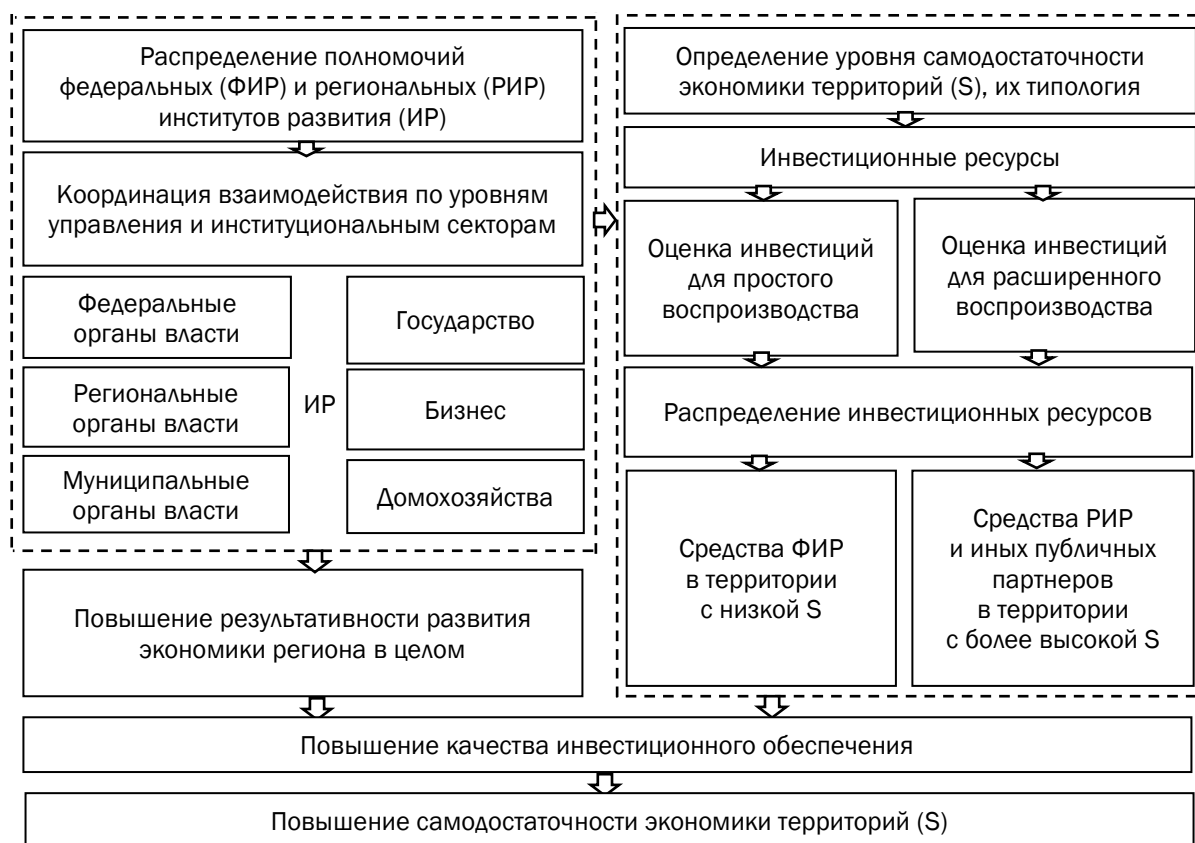 Распределение полномочий
федеральных (ФИР) и региональных (РИР)
институтов развития (ИР)
Координация взаимодействия по уровням
управления и институциональным секторам
Федеральные
органы власти
Государство
Региональные
органы власти
ИР
Бизнес
Муниципальные
органы власти
Домохозяйства
Повышение результативности развития
экономики региона в целом
Определение уровня самодостаточности
экономики территорий (S), их типология
Инвестиционные ресурсы
Оценка инвестиций
для простого
воспроизводства
Оценка инвестиций
для расширенного
воспроизводства
Распределение инвестиционных ресурсов
Средства ФИР
в территории
с низкой S
Средства РИР
и иных публичных
партнеров
в территории
с более высокой S
Повышение качества инвестиционного обеспечения
Повышение самодостаточности экономики территорий (S)